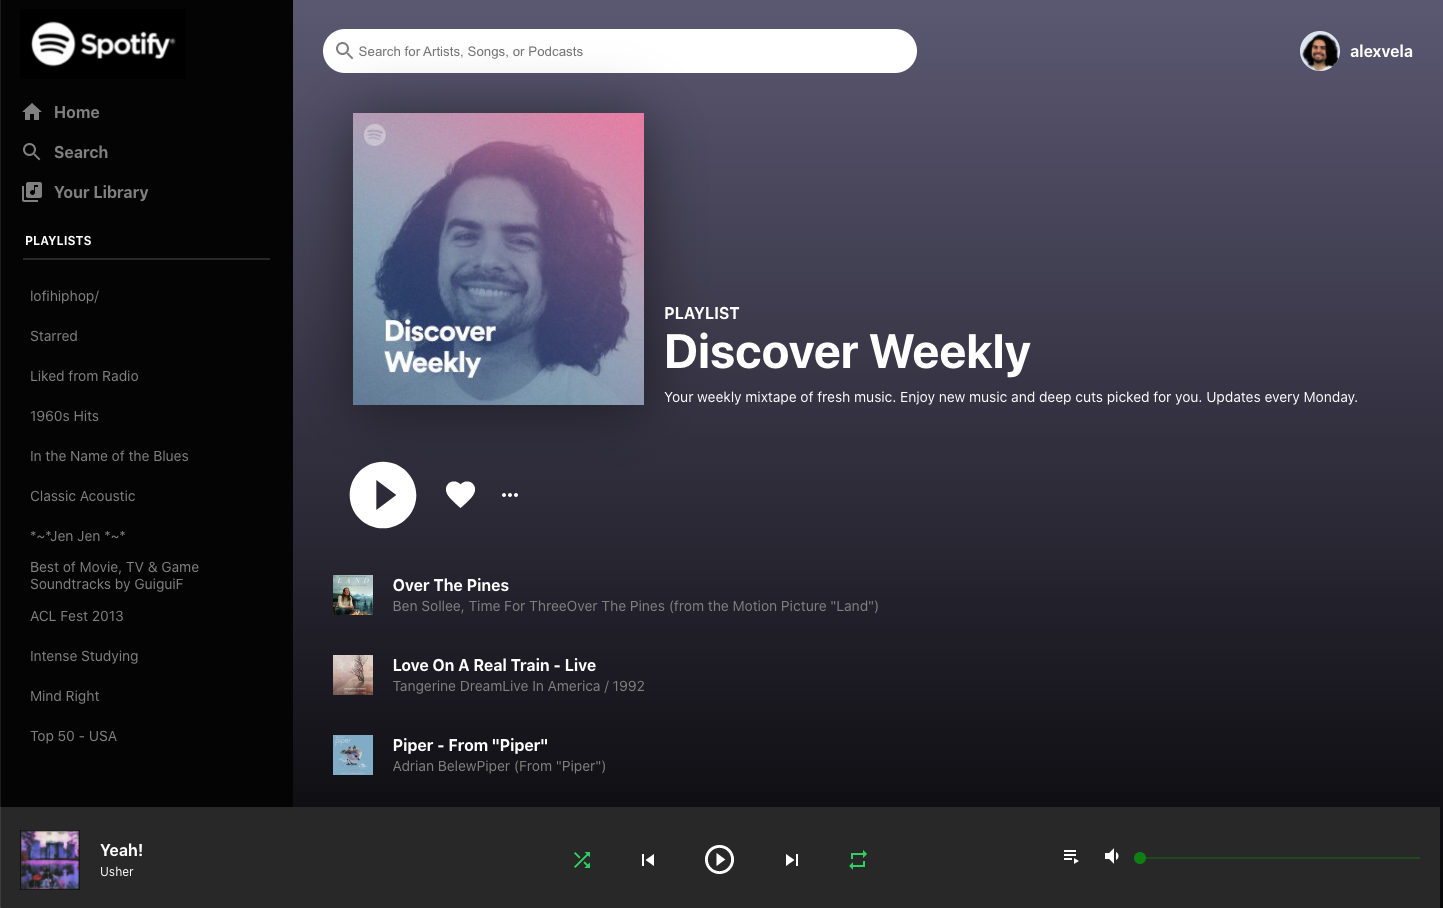 Spotify
Home
Search
Your Library
PLAYLISTS
lofihiphop/
Starred
Liked from Radio
1960s Hits
In the Name of the Blues
Classic Acoustic
*~*Jen Jen *~*
Best of Movie, TV & Game
Soundtracks by GuiguiF
ACL Fest 2013
Intense Studying
Mind Right
Top 50 - USA
Search for Artists, Songs, or Podcasts
alexvela
Discover
Weekly
PLAYLIST
Discover Weekly
Your weekly mixtape of fresh music. Enjoy new music and deep cuts picked for you. Updates every Monday.
LAND
Over The Pines
Ben Sollee, Time For ThreeOver The Pines (from the Motion Picture "Land")
Love On A Real Train - Live
Tangerine DreamLive In America / 1992
piper
Piper - From "Piper"
Adrian BelewPiper (From "Piper")
Yeah!
Usher